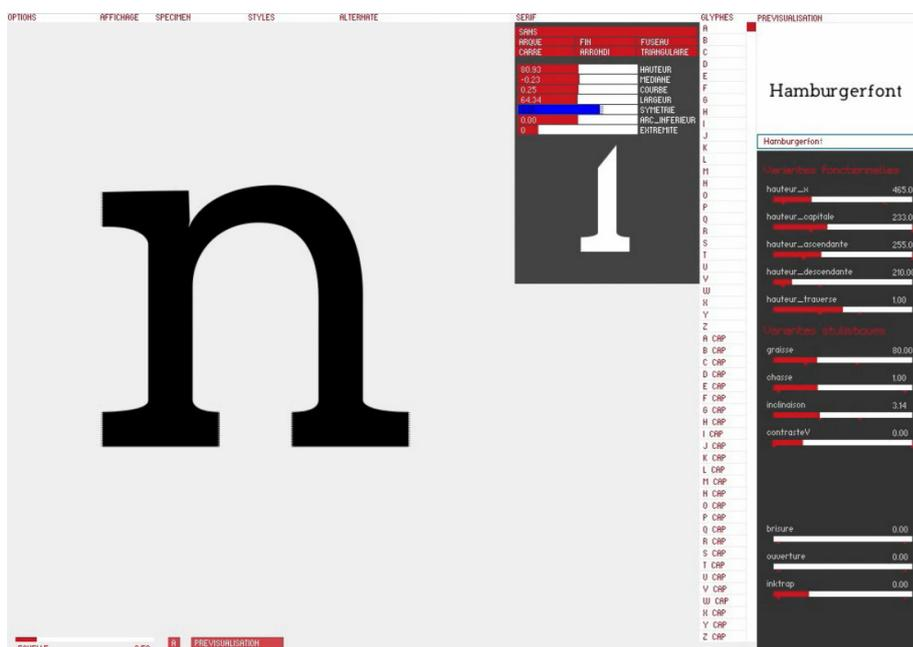 OPTIONS AFFICHAGE SPECIMEN STYLES ALTERNATE SERIF GLYPHES PREVISUALISATION
SANS
ARQUE FIN FUSEAU
CARRE ARRONDI TRIANGULAIRE
80.93 HAUTEUR
-0.23 MEDIANE
0.25 COURBE
64.34 LARGEUR
SYMETRIE
0.00 ARC_INFERIEUR
0 EXTREMITE
1
n
A
B
C
D
E
F
G
H
I
J
K
L
M
N
O
P
Q
R
S
T
U
V
W
X
Y
Z
A CAP
B CAP
C CAP
D CAP
E CAP
F CAP
G CAP
H CAP
I CAP
J CAP
K CAP
L CAP
M CAP
N CAP
O CAP
P CAP
Q CAP
R CAP
S CAP
T CAP
U CAP
V CAP
W CAP
X CAP
Y CAP
Z CAP
Hamburgerfont
Hamburgerfont
Variantes fonctionnelles
hauteur_x 465.0
hauteur_capitale 233.0
hauteur_ascendante 255.0
hauteur_descendante 210.00
hauteur_traverse 1.00
Variantes stylistiques
graisse 80.00
chasse 1.00
inclinaison 3.14
contrasteV 0.00
brisure 0.00
ouverture 0.00
inktrap 0.00
A PREVISUALISATION